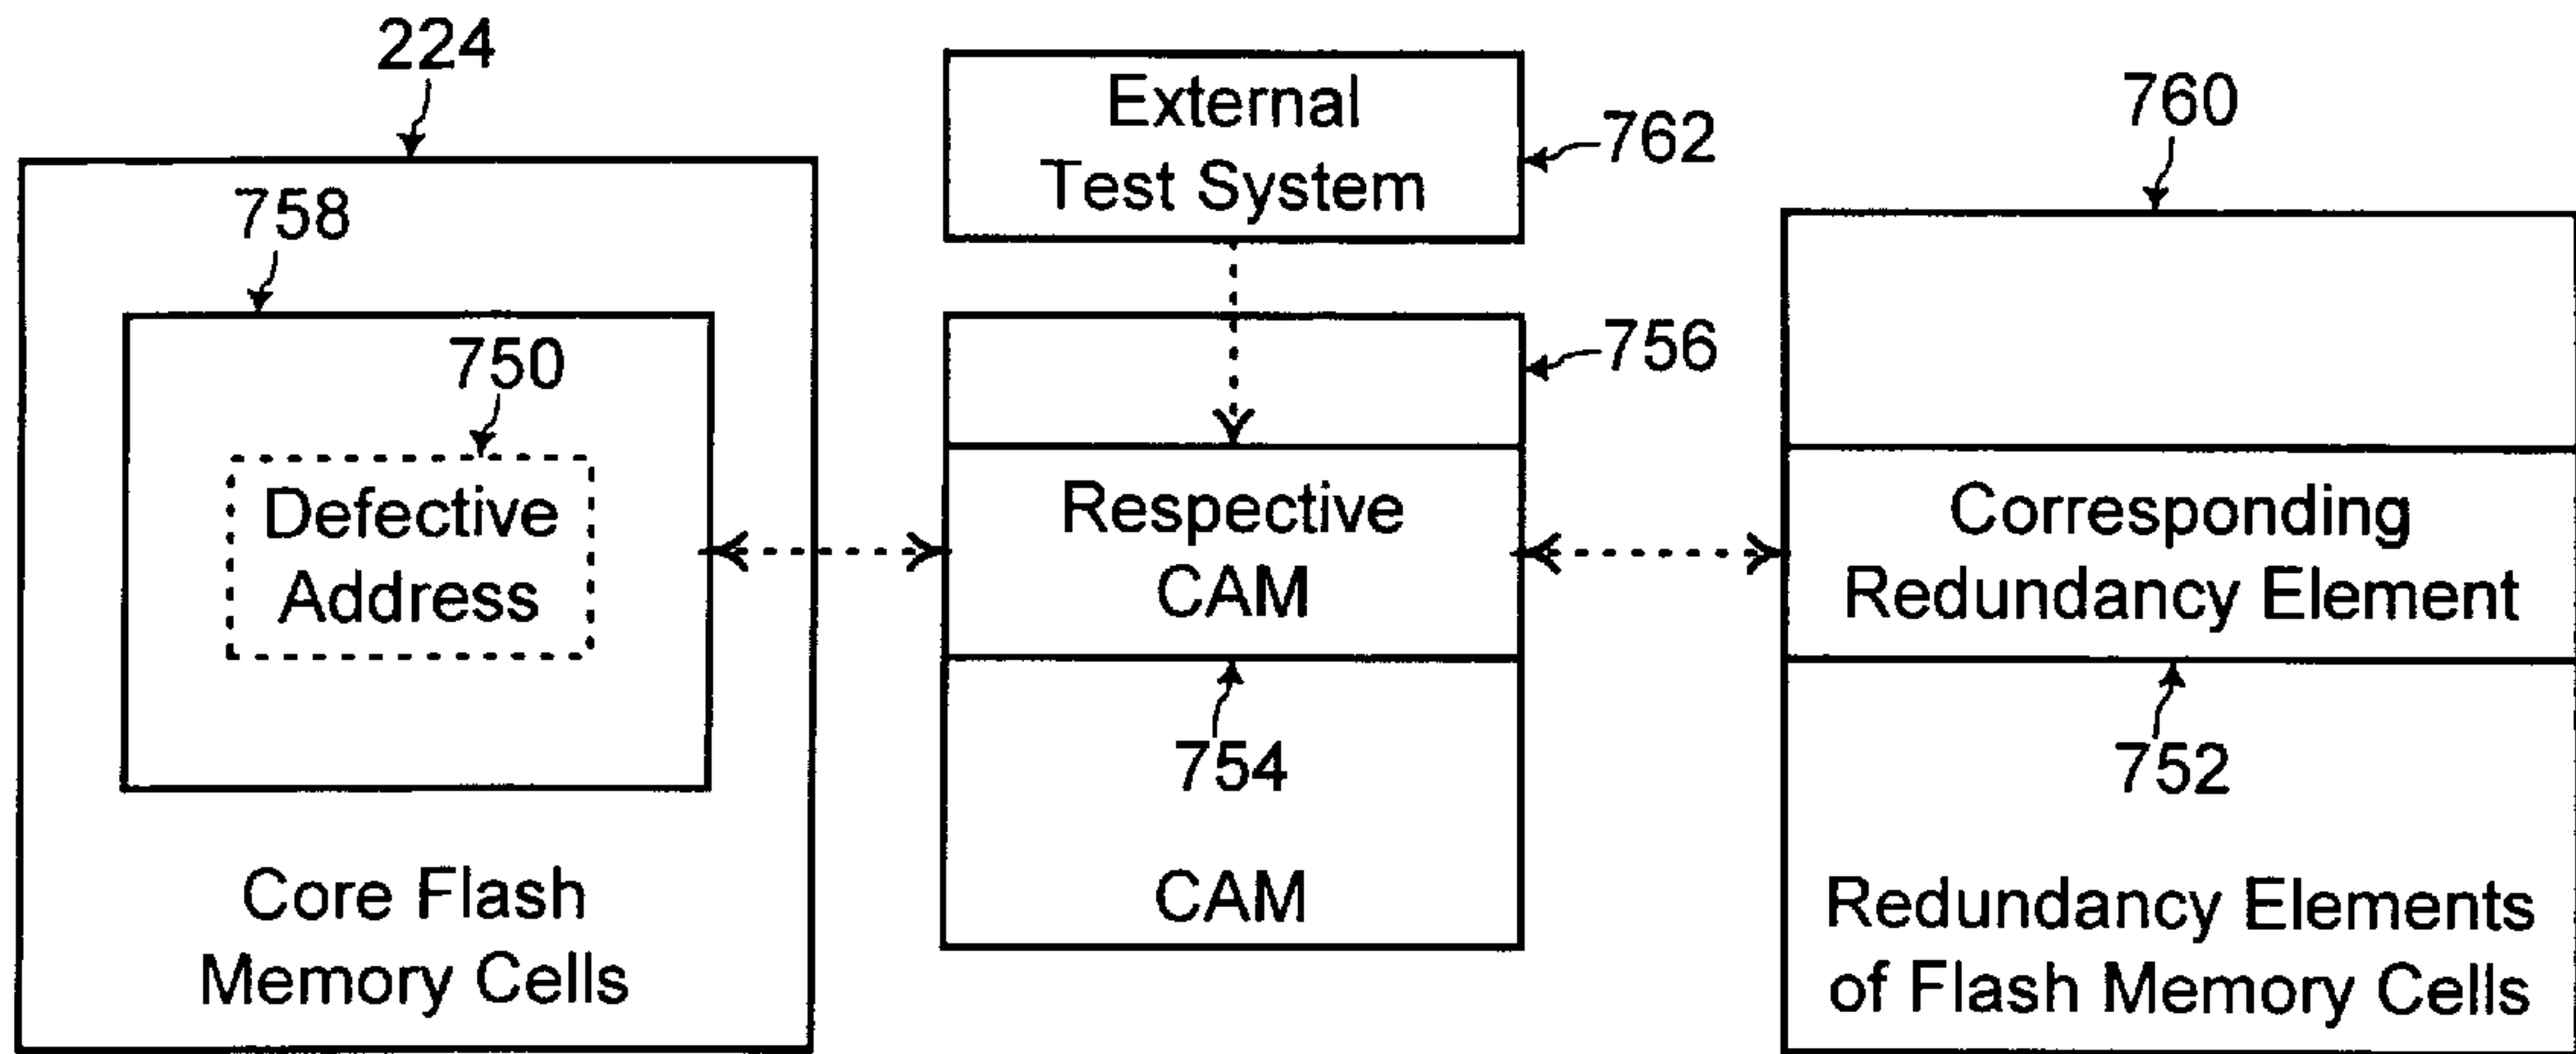 224
758
750
Defective
Address
Core Flash
Memory Cells
External
Test System
762
756
Respective
CAM
754
CAM
760
Corresponding
Redundancy Element
752
Redundancy Elements
of Flash Memory Cells